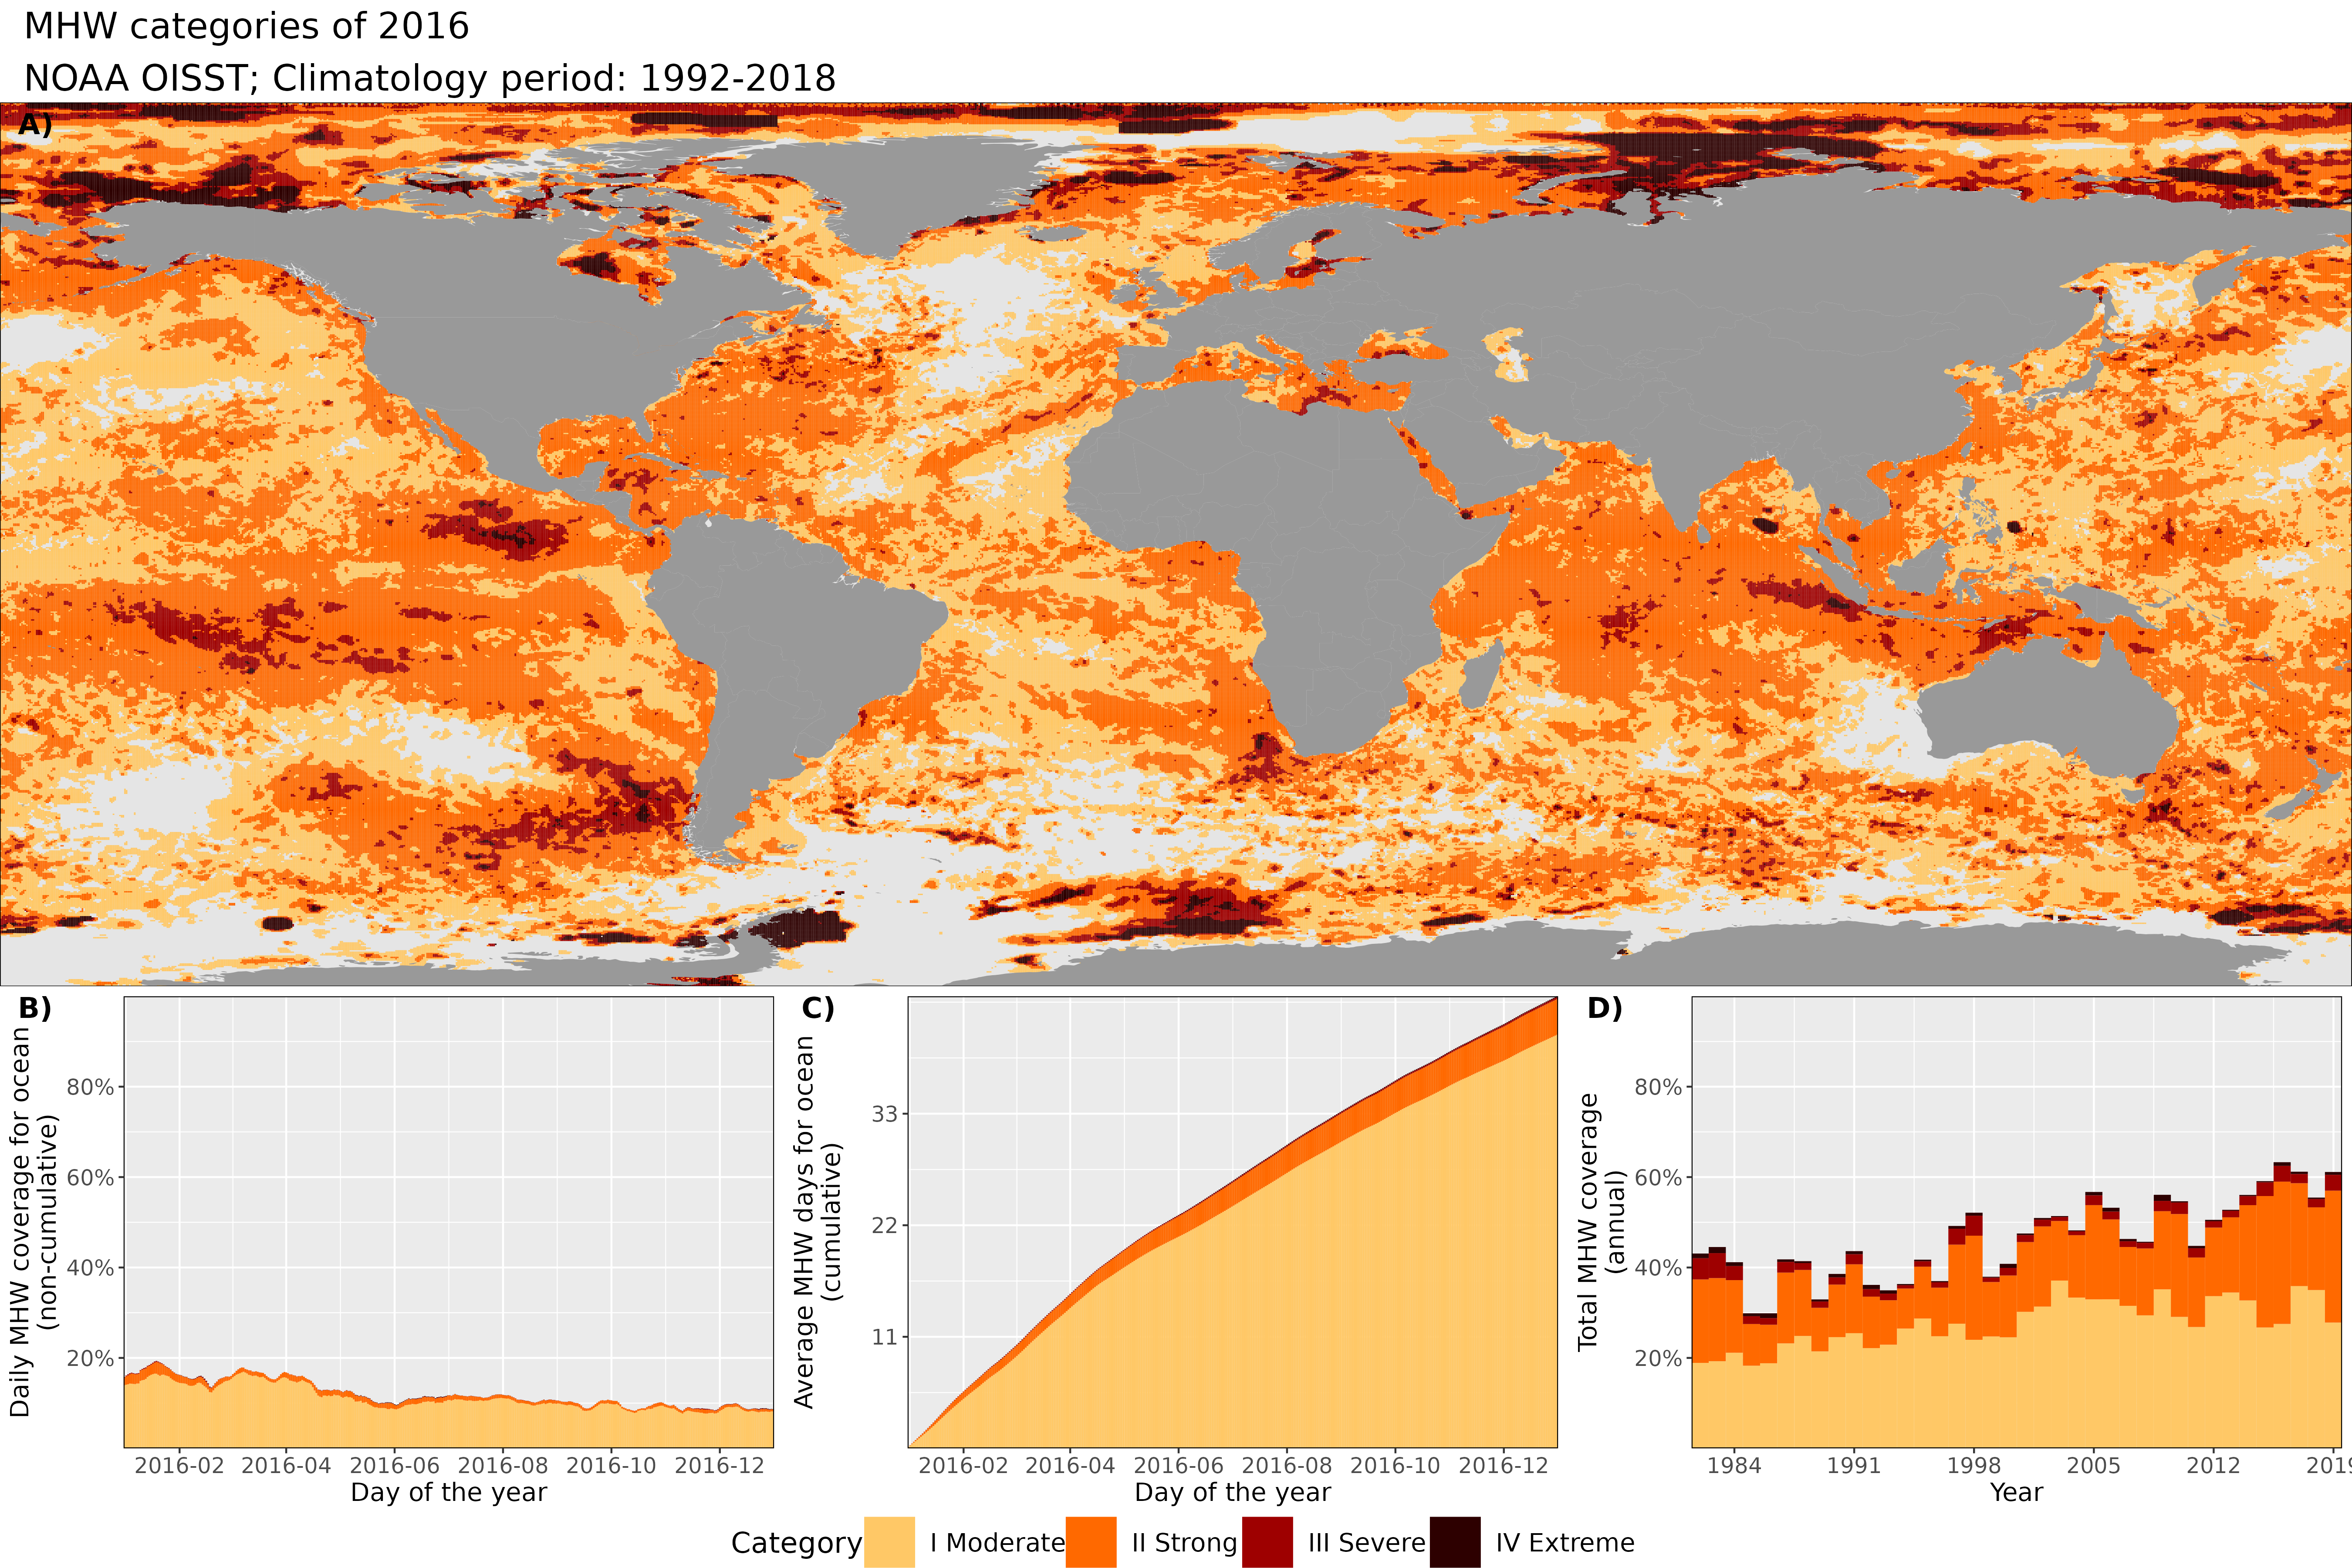 MHW categories of 2016
NOAA OISST; Climatology period: 1992-2018
A)
B)
Daily MHW coverage for ocean
(non-cumulative)
80%
60%
40%
20%
2016-02 2016-04 2016-06 2016-08 2016-10 2016-12
Day of the year
C)
Average MHW days for ocean
(cumulative)
33
22
11
2016-02 2016-04 2016-06 2016-08 2016-10 2016-12
Day of the year
D)
Total MHW coverage
(annual)
80%
60%
40%
20%
1984 1991 1998 2005 2012 2019
Year
Category I Moderate II Strong III Severe IV Extreme